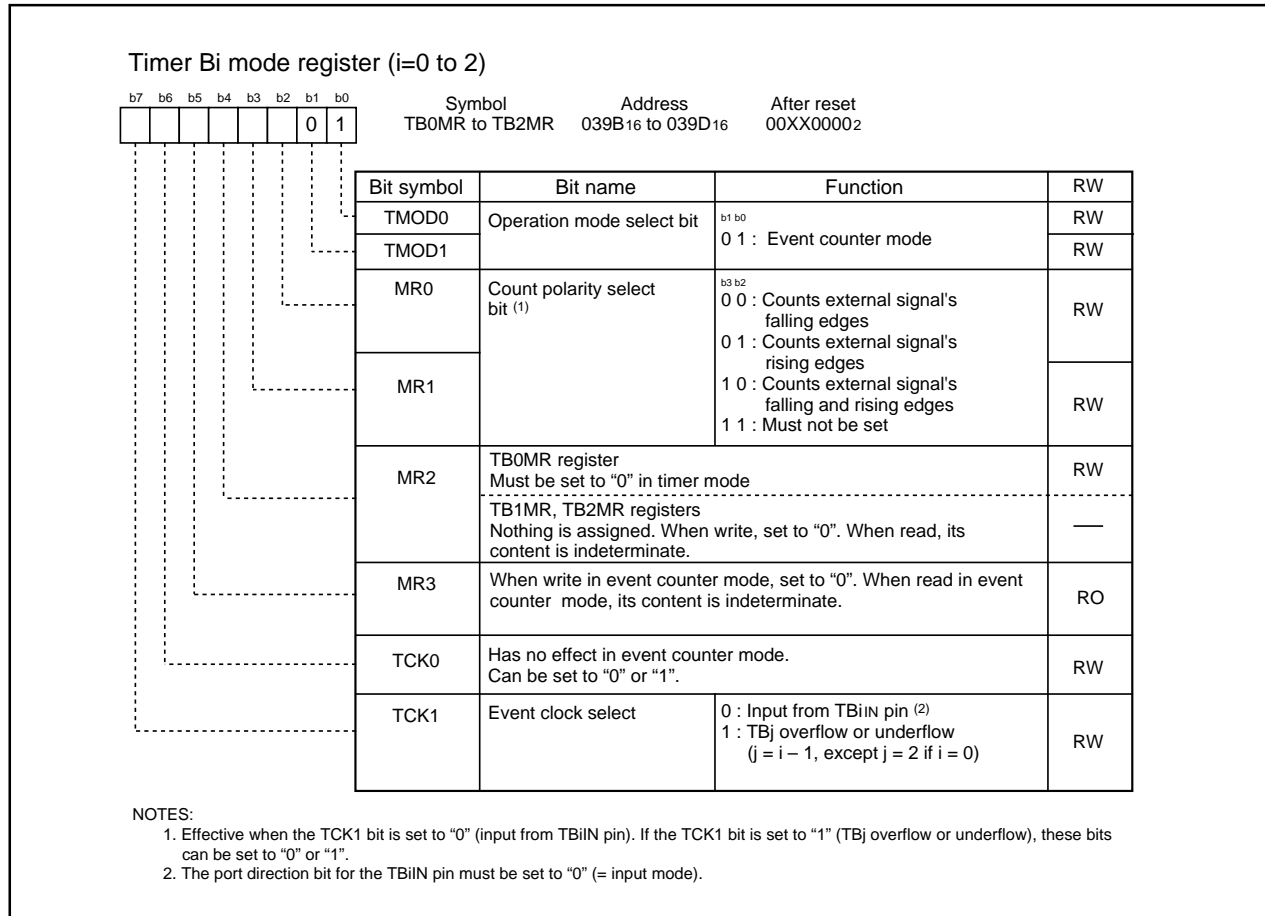 Timer Bi mode register (i=0 to 2)
b7 b6 b5 b4 b3 b2 b1 b0
0 1
Symbol Address After reset
TB0MR to TB2MR 039B16 to 039D16 00XX00002
Bit symbol Bit name Function RW
TMOD0 Operation mode select bit b1 b0 RW
0 1 : Event counter mode
TMOD1 RW
MR0 Count polarity select b3 b2
bit (1) 0 0 : Counts external signal's RW
falling edges
0 1 : Counts external signal's
rising edges
MR1 1 0 : Counts external signal's
falling and rising edges RW
1 1 : Must not be set
MR2 TB0MR register RW
Must be set to “0” in timer mode
TB1MR, TB2MR registers
Nothing is assigned. When write, set to “0”. When read, its —
content is indeterminate.
MR3 When write in event counter mode, set to “0”. When read in event
counter mode, its content is indeterminate. RO
TCK0 Has no effect in event counter mode. RW
Can be set to “0” or “1”.
TCK1 Event clock select 0 : Input from TBiIN pin (2)
1 : TBj overflow or underflow RW
(j = i – 1, except j = 2 if i = 0)
NOTES:
1. Effective when the TCK1 bit is set to “0” (input from TBiIN pin). If the TCK1 bit is set to “1” (TBj overflow or underflow), these bits
can be set to “0” or “1”.
2. The port direction bit for the TBiIN pin must be set to “0” (= input mode).